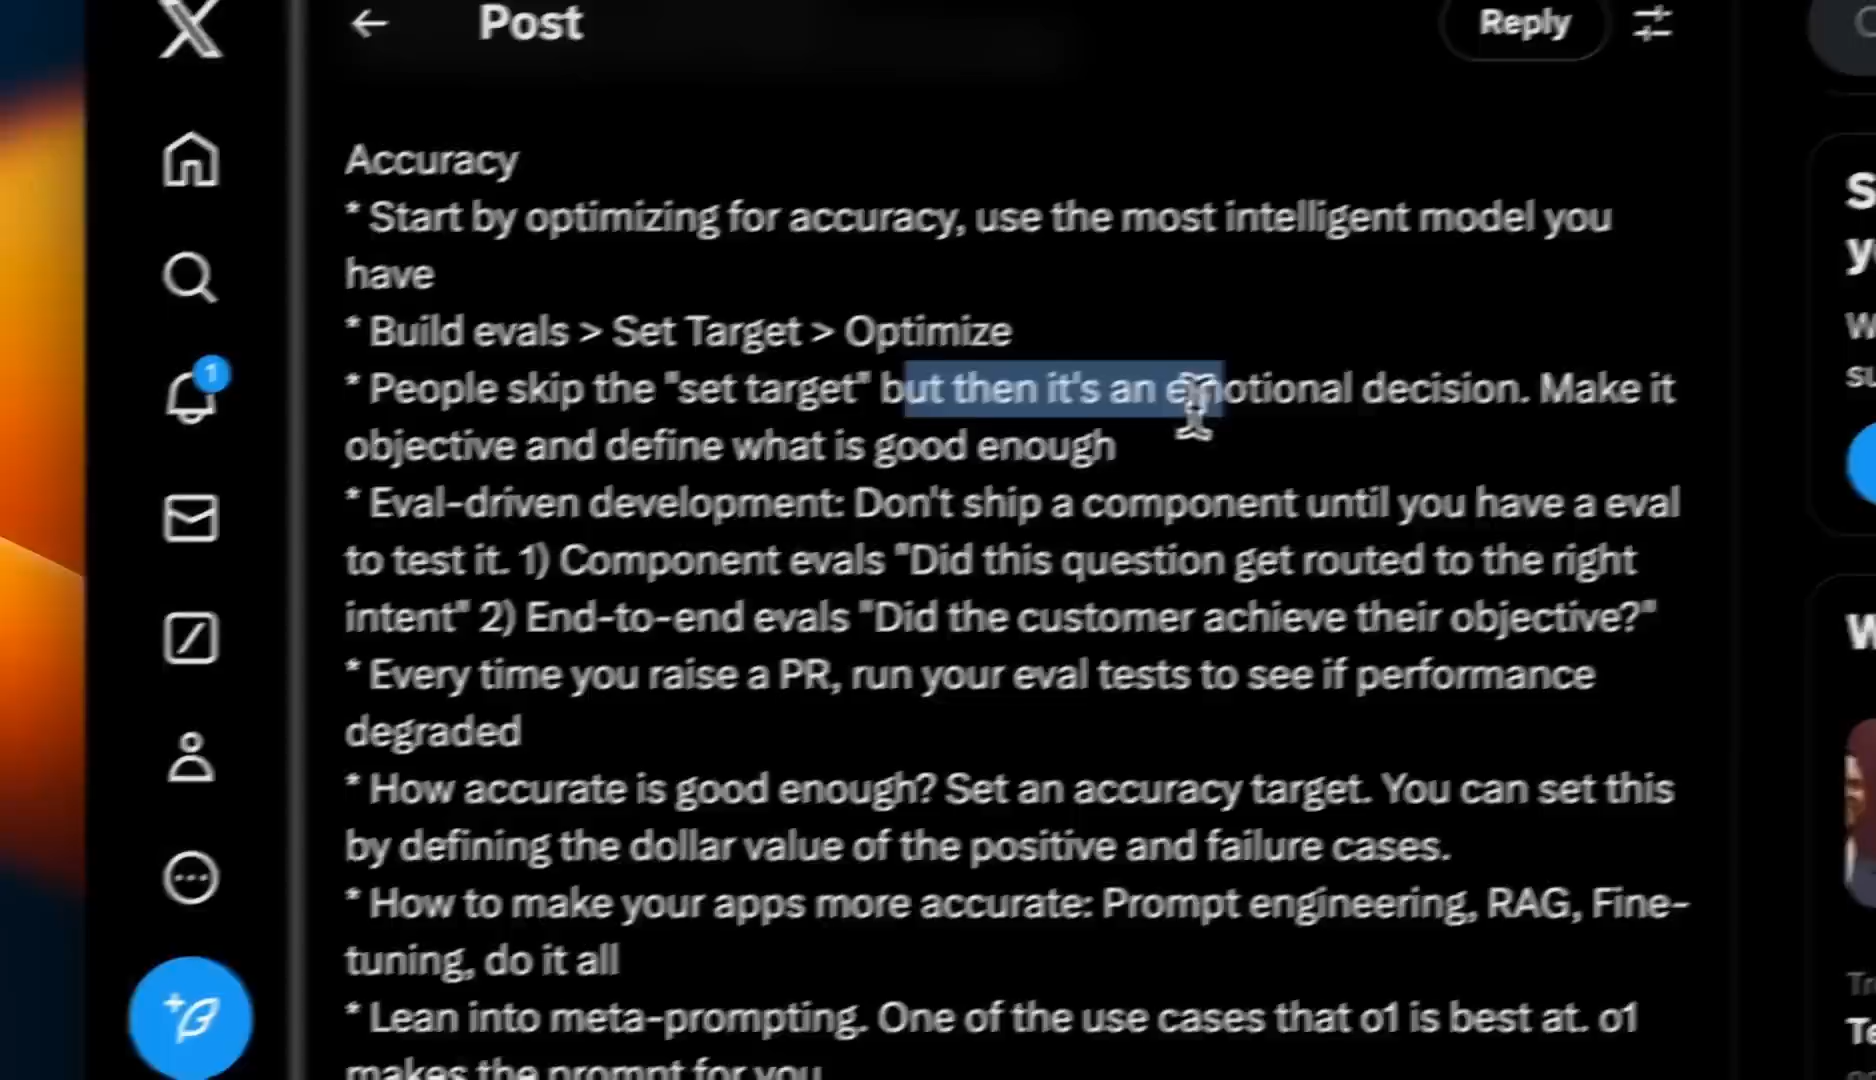 Post
Reply
Accuracy
* Start by optimizing for accuracy, use the most intelligent model you
have
* Build evals > Set Target > Optimize
1
* People skip the "set target" but then it's an emotional decision. Make it
objective and define what is good enough
* Eval-driven development: Don't ship a component until you have a eval
to test it. 1) Component evals "Did this question get routed to the right
intent" 2) End-to-end evals "Did the customer achieve their objective?"
* Every time you raise a PR, run your eval tests to see if performance
degraded
* How accurate is good enough? Set an accuracy target. You can set this
by defining the dollar value of the positive and failure cases.
* How to make your apps more accurate: Prompt engineering, RAG, Fine-
tuning, do it all
* Lean into meta-prompting. One of the use cases that o1 is best at. o1
makes the prompt for you